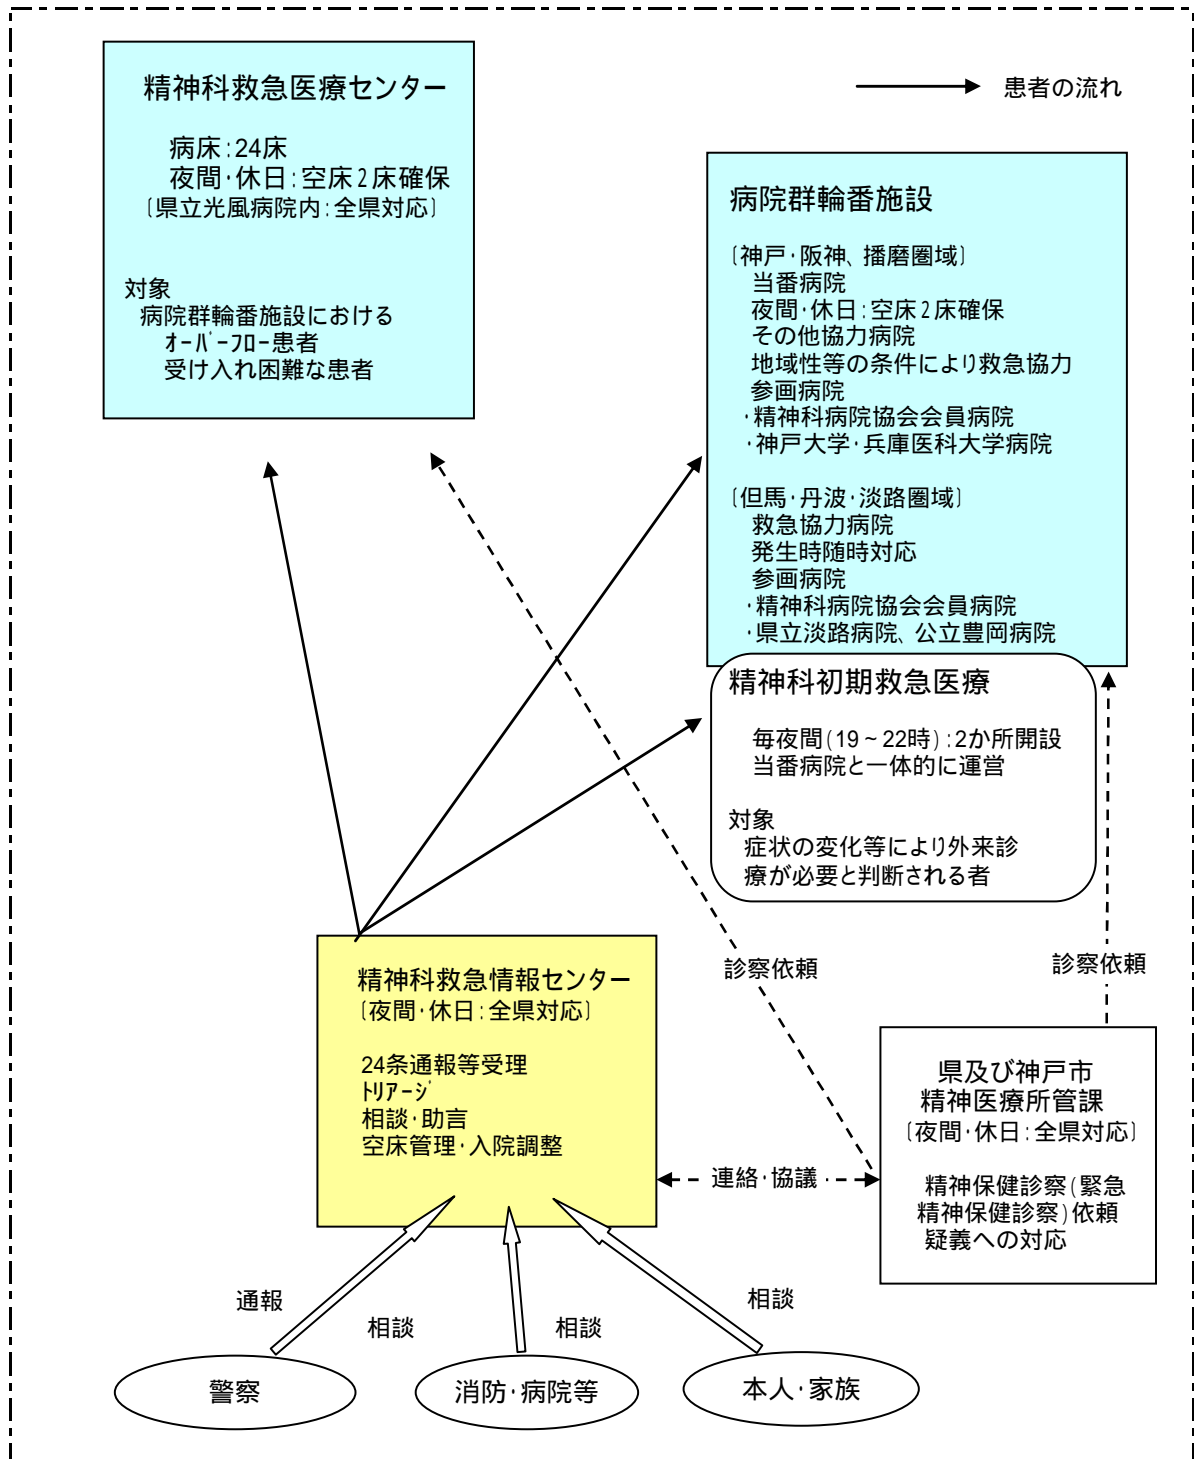 精神科救急医療センター
病床:24床
夜間・休日:空床2床確保
〔県立光風病院内:全県対応〕
対象
病院群輪番施設における
オーバーフロー患者
受け入れ困難な患者
患者の流れ
病院群輪番施設
〔神戸・阪神、播磨圏域〕
当番病院
夜間・休日:空床2床確保
その他協力病院
地域性等の条件により救急協力
参画病院
・精神科病院協会会員病院
・神戸大学・兵庫医科大学病院
〔但馬・丹波・淡路圏域〕
救急協力病院
発生時随時対応
参画病院
・精神科病院協会会員病院
・県立淡路病院、公立豊岡病院
精神科初期救急医療
毎夜間(19~22時):2か所開設
当番病院と一体的に運営
対象
症状の変化等により外来診
療が必要と判断される者
診察依頼
診察依頼
精神科救急情報センター
〔夜間・休日:全県対応〕
24条通報等受理
トリアージ
相談・助言
空床管理・入院調整
連絡・協議
県及び神戸市
精神医療所管課
〔夜間・休日:全県対応〕
精神保健診察(緊急
精神保健診察)依頼
疑義への対応
通報
相談
相談
相談
警察
消防・病院等
本人・家族